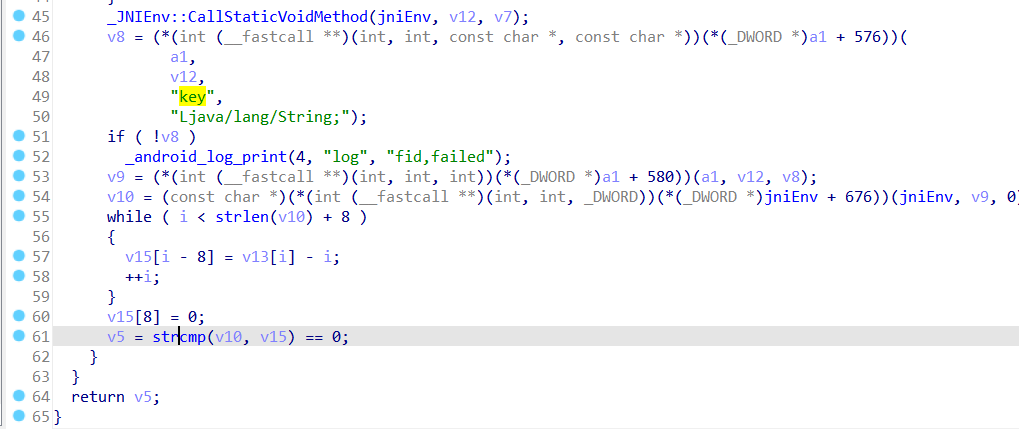 45 _JNIEnv::CallStaticVoidMethod(jniEnv, v12, v7);
46 v8 = (*(int (__fastcall **)(int, int, const char *, const char *))(*(_DWORD *)a1 + 576))(
47 a1,
48 v12,
49 "key",
50 "Ljava/lang/String;");
51 if ( !v8 )
52 _android_log_print(4, "log", "fid,failed");
53 v9 = (*(int (__fastcall **)(int, int, int))(*(_DWORD *)a1 + 580))(a1, v12, v8);
54 v10 = (const char *)(*(int (__fastcall **)(int, int, _DWORD))(*(_DWORD *)jniEnv + 676))(jniEnv, v9, 0)
55 while ( i < strlen(v10) + 8 )
56 {
57 v15[i - 8] = v13[i] - i;
58 ++i;
59 }
60 v15[8] = 0;
61 v5 = strcmp(v10, v15) == 0;
62 }
63 }
64 return v5;
65 }